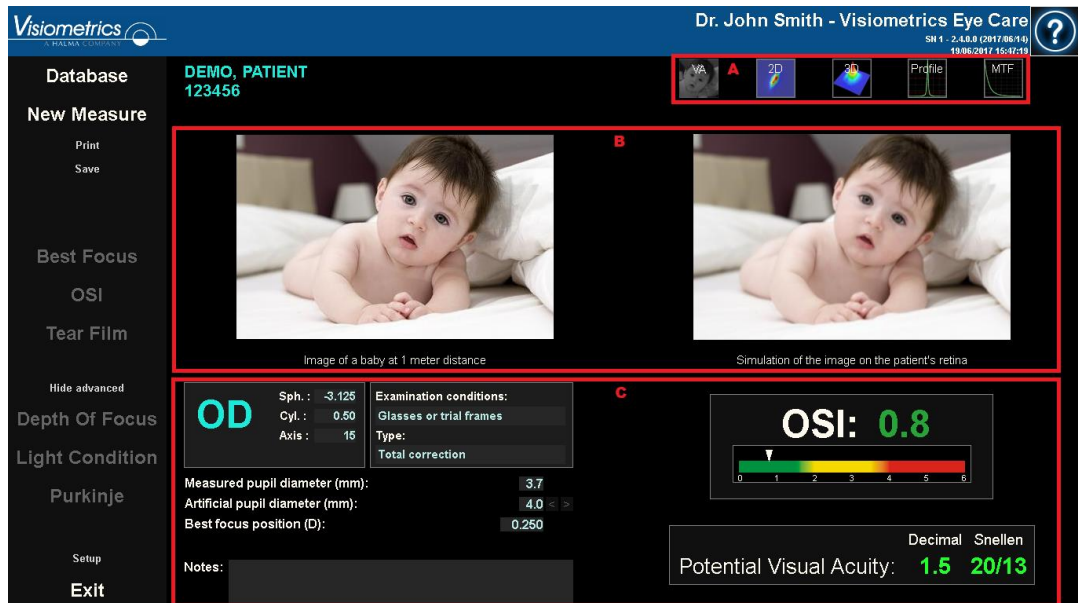 Visiometrics
A HALMA COMPANY
Dr. John Smith - Visiometrics Eye Care
SN 1 - 2.4.0.0 (2017/06/14)
19/06/2017 15:47:19
?
Database
New Measure
Print
Save
Best Focus
OSI
Tear Film
Hide advanced
Depth Of Focus
Light Condition
Purkinje
Setup
Exit
DEMO, PATIENT
123456
VA
A
2D
3D
Profile
MTF
B
Image of a baby at 1 meter distance
Simulation of the image on the patient's retina
C
OD
Sph. : -3.125
Cyl. : 0.50
Axis : 15
Examination conditions:
Glasses or trial frames
Type:
Total correction
Measured pupil diameter (mm): 3.7
Artificial pupil diameter (mm): 4.0 < >
Best focus position (D): 0.250
Notes:
OSI: 0.8
0 1 2 3 4 5 6
Decimal Snellen
Potential Visual Acuity: 1.5 20/13